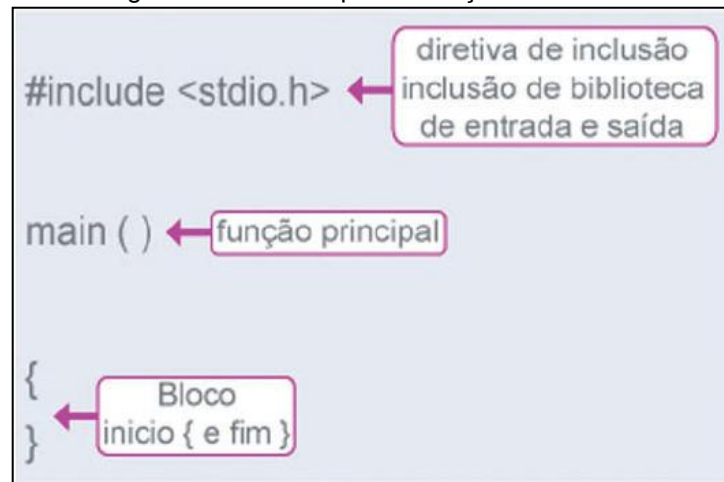 diretiva de inclusão
#include <stdio.h>
inclusão de biblioteca
de entrada e saída
main ( )
função principal
{
Bloco
inicio { e fim }
}